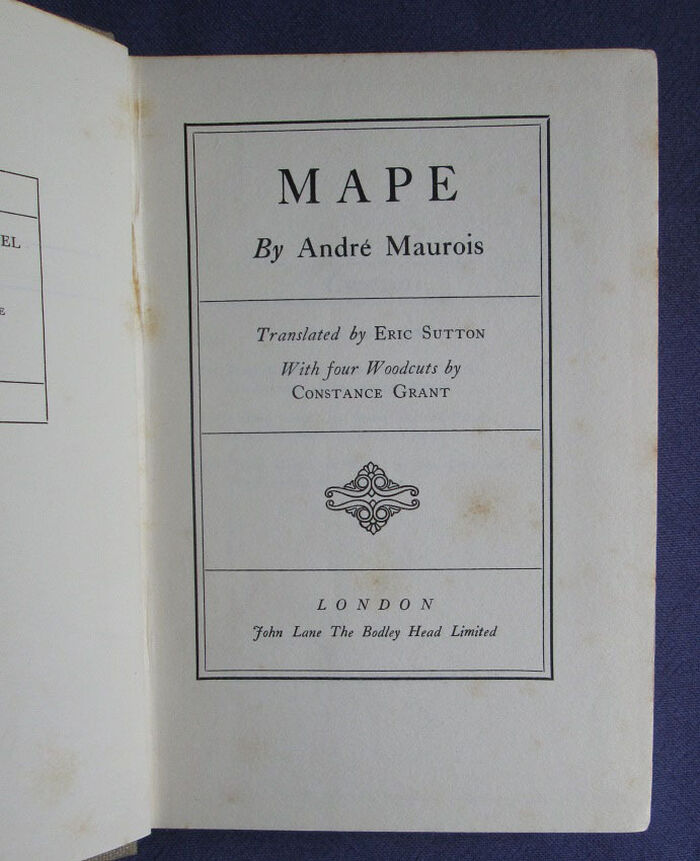 EL
E
MAPE
By André Maurois
Translated by ERIC SUTTON
With four Woodcuts by
CONSTANCE GRANT
LONDON
John Lane The Bodley Head Limited